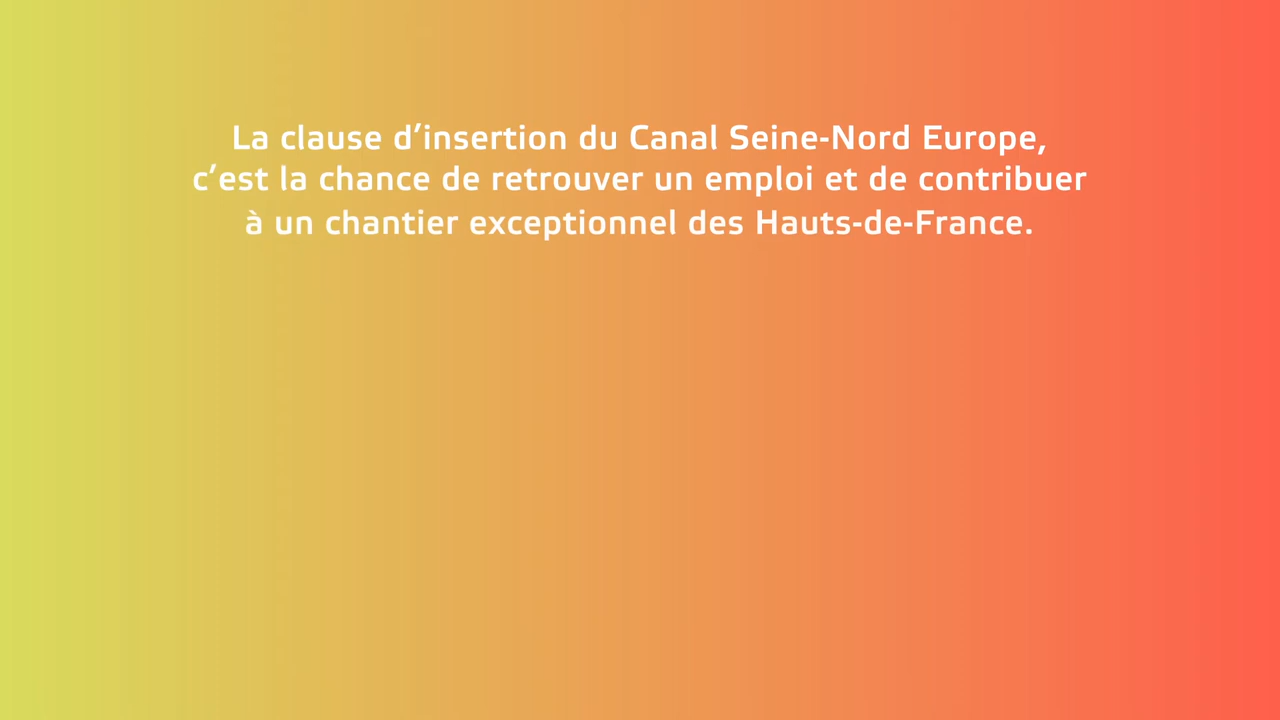 La clause d’insertion du Canal Seine-Nord Europe,
c’est la chance de retrouver un emploi et de contribuer
à un chantier exceptionnel des Hauts-de-France.